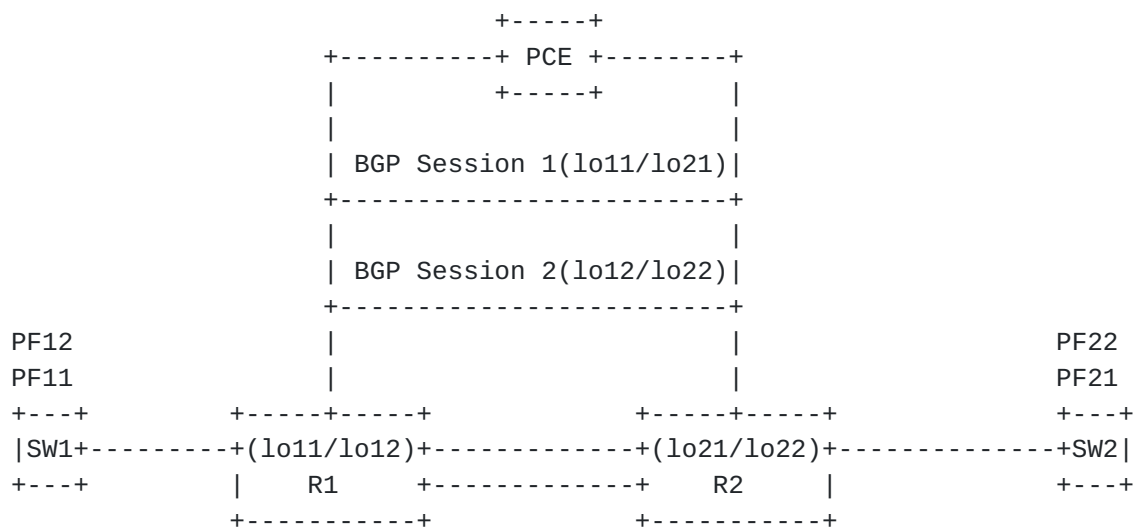 PCE
BGP Session 1(lo11/lo21)
BGP Session 2(lo12/lo22)
PF12 PF22
PF11 PF21
SW1 (lo11/lo12) (lo21/lo22) SW2
R1 R2